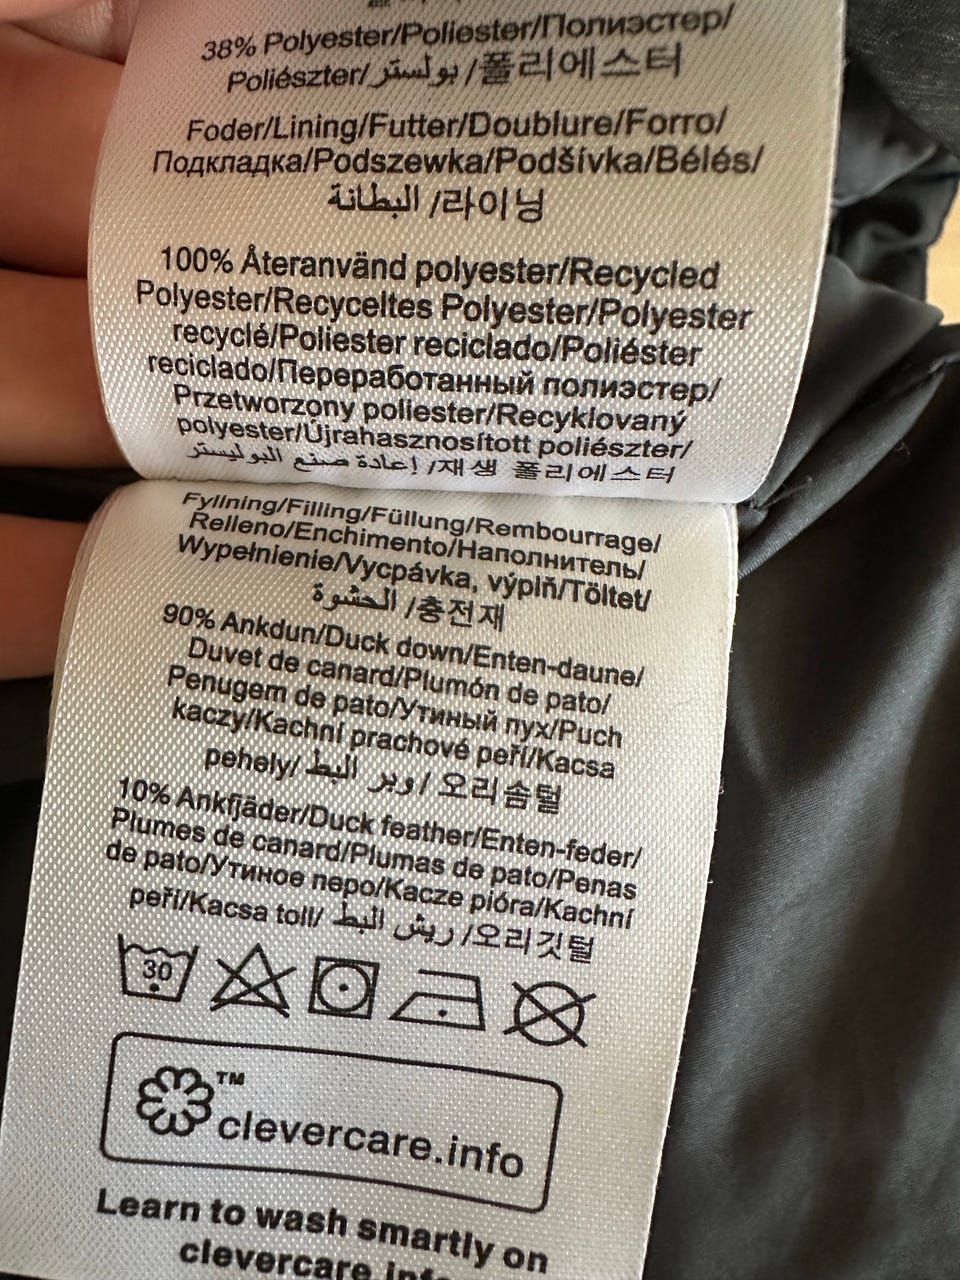 38% Polyester/Poliester/Полиэстер/
Poliészter/بولستر/폴리에스터
Foder/Lining/Futter/Doublure/Forro/
Подкладка/Podszewka/Podšívka/Bélés/
البطانة/라이닝
100% Återanvänd polyester/Recycled
Polyester/Recyceltes Polyester/Polyester
recyclé/Poliester reciclado/Poliéster
reciclado/Переработанный полиэстер/
Przetworzony poliester/Recyklovaný
polyester/Újrahasznosított poliészter/
إعادة صنع البوليستر/재생 폴리에스터
Fyllning/Filling/Füllung/Rembourrage/
Relleno/Enchimento/Наполнитель/
Wypełnienie/Vycpávka, výplň/Töltet/
الحشوة/충전재
90% Ankdun/Duck down/Enten-daune/
Duvet de canard/Plumón de pato/
Penugem de pato/Утиный пух/Puch
kaczy/Kachní prachové peří/Kacsa
pehely/وبر البط/오리솜털
10% Ankfjäder/Duck feather/Enten-feder/
Plumes de canard/Plumas de pato/Penas
de pato/Утиное перо/Kacze pióra/Kachní
peří/Kacsa toll/ريش البط/오리깃털
30
™
clevercare.info
Learn to wash smartly on
clevercare.info